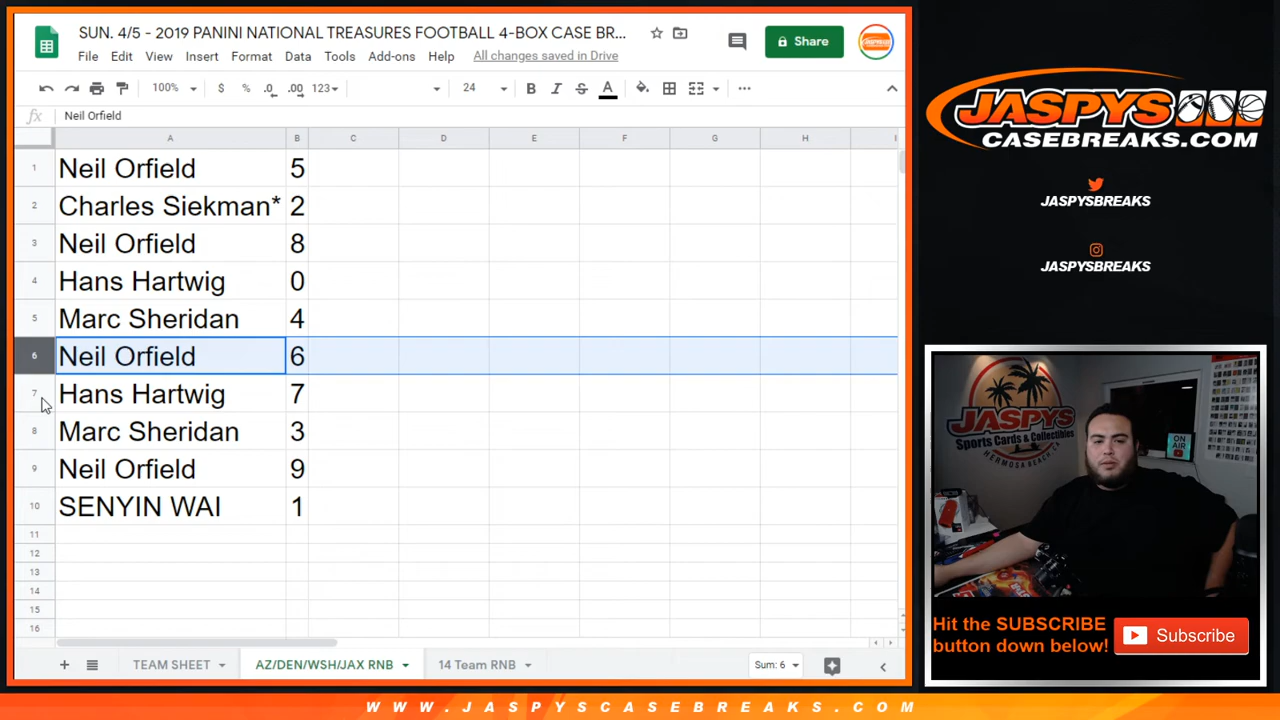 SUN. 4/5 - 2019 PANINI NATIONAL TREASURES FOOTBALL 4-BOX CASE BR...
Share
File Edit View Insert Format Data Tools Add-ons Help All changes saved in Drive
100% $ % .0 .00 123 24 B I S A
fx Neil Orfield
A B C D E F G H I
1 Neil Orfield 5
2 Charles Siekman* 2
3 Neil Orfield 8
4 Hans Hartwig 0
5 Marc Sheridan 4
6 Neil Orfield 6
7 Hans Hartwig 7
8 Marc Sheridan 3
9 Neil Orfield 9
10 SENYIN WAI 1
11
12
13
14
15
16
TEAM SHEET AZ/DEN/WSH/JAX RNB 14 Team RNB Sum: 6
JASPYS
CASEBREAKS.COM
JASPYSBREAKS
JASPYSBREAKS
JASPYS
Sports Cards & Collectibles
HERMOSA BEACH, CA
ON AIR
Hit the SUBSCRIBE
button down below!
Subscribe
WWW.JASPYSCASEBREAKS.COM